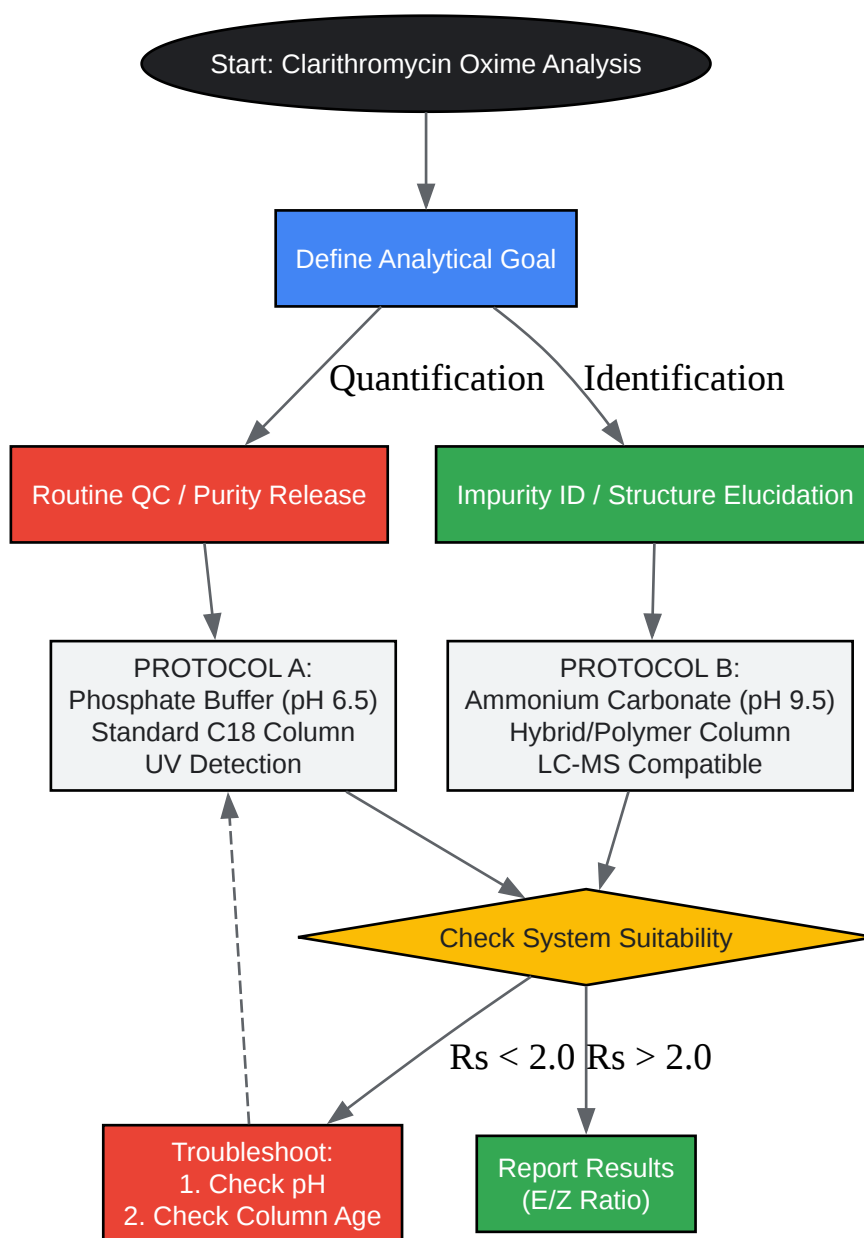 Start: Clarithromycin Oxime Analysis
Define Analytical Goal
Quantification
Identification
Routine QC / Purity Release
Impurity ID / Structure Elucidation
PROTOCOL A:
Phosphate Buffer (pH 6.5)
Standard C18 Column
UV Detection
PROTOCOL B:
Ammonium Carbonate (pH 9.5)
Hybrid/Polymer Column
LC-MS Compatible
Check System Suitability
Rs < 2.0
Rs > 2.0
Troubleshoot:
1. Check pH
2. Check Column Age
Report Results
(E/Z Ratio)